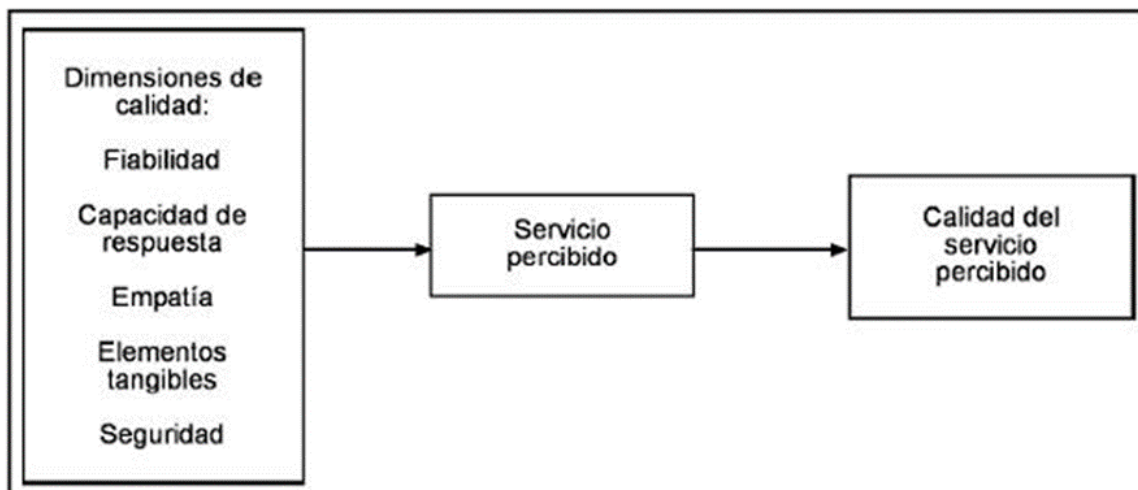 Dimensiones de
calidad:
Fiabilidad
Capacidad de
respuesta
Empatía
Elementos
tangibles
Seguridad
Servicio
percibido
Calidad del
servicio
percibido